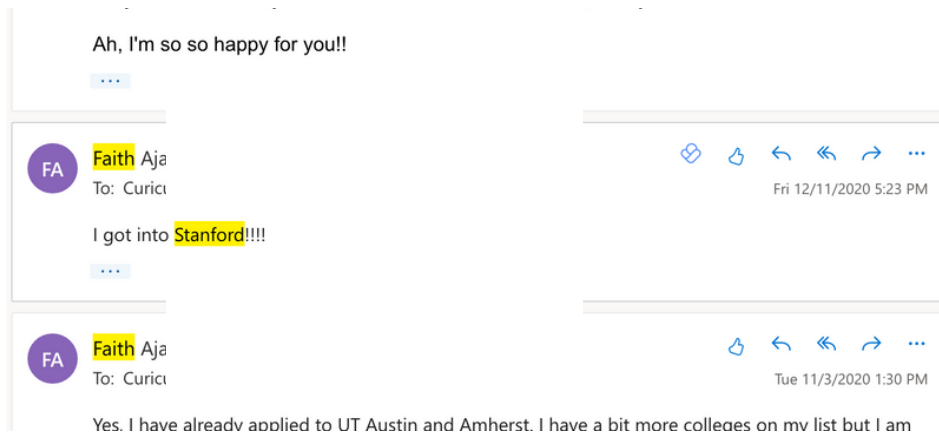 Ah, I'm so so happy for you!!
...
FA
Faith Aja
To: Curicu
Fri 12/11/2020 5:23 PM
I got into Stanford!!!!
...
FA
Faith Aja
To: Curicu
Tue 11/3/2020 1:30 PM
Yes, I have already applied to UT Austin and Amherst. I have a bit more colleges on my list but I am